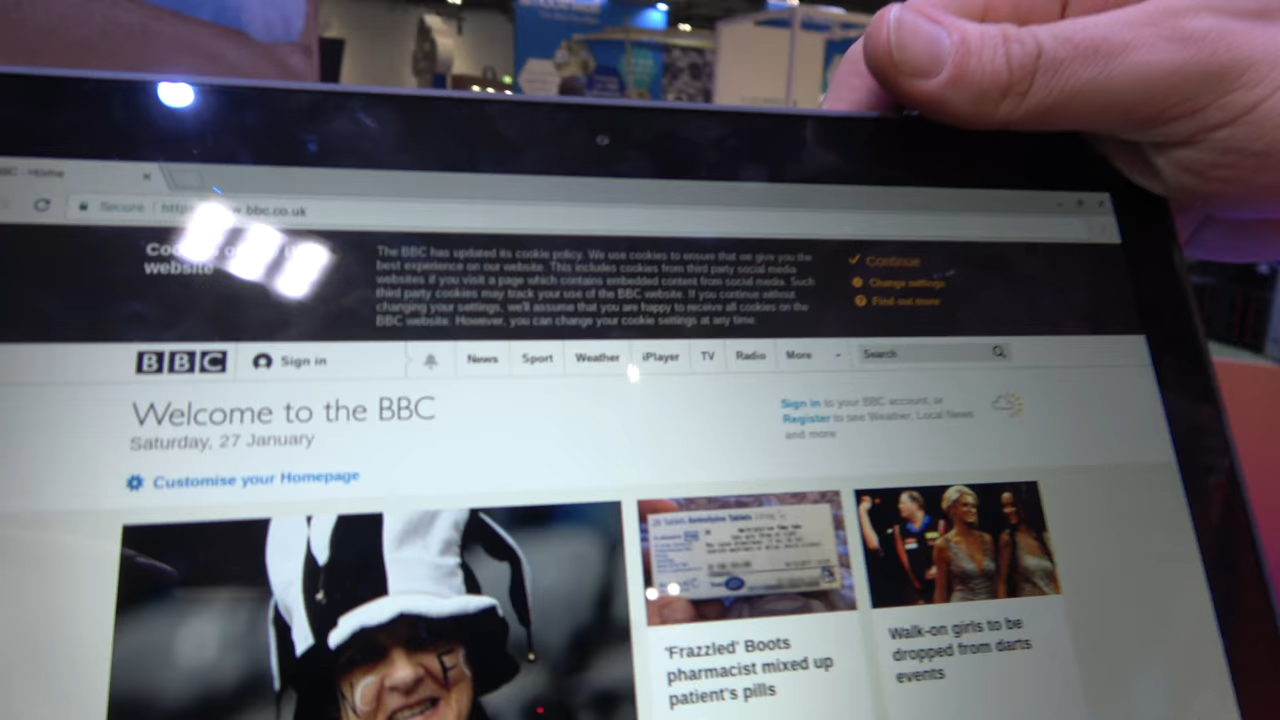 BBC - Home
Secure
bbc.co.uk
website
The BBC has updated its cookie policy. We use cookies to ensure that we give you the
best experience on our website. This includes cookies from third party social media
websites if you visit a page which contains embedded content from social media. Such
third party cookies may track your use of the BBC website. If you continue without
changing your settings, we'll assume that you are happy to receive all cookies on the
BBC website. However, you can change your cookie settings at any time.
Continue
Change settings
Find out more
BBC
Sign in
News
Sport
Weather
iPlayer
TV
Radio
More
Search
Welcome to the BBC
Saturday, 27 January
Sign in to your BBC account, or
Register to see Weather, Local News
and more
Customise your Homepage
'Frazzled' Boots
pharmacist mixed up
patient's pills
Walk-on girls to be
dropped from darts
events